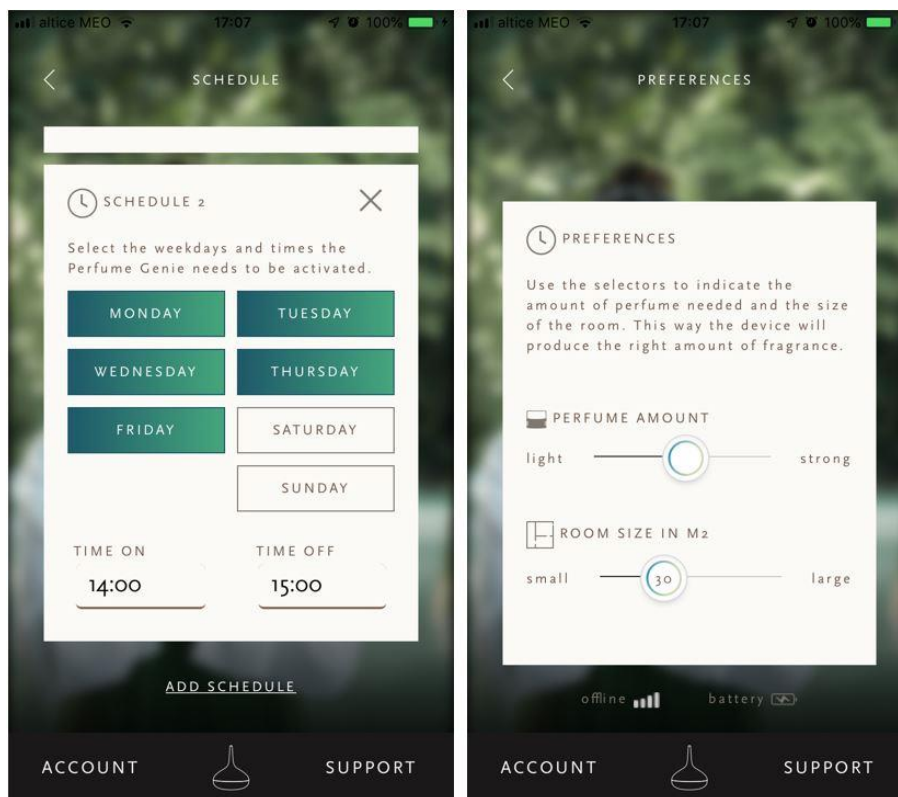 altice MEO 17:07 100%
SCHEDULE
SCHEDULE 2
Select the weekdays and times the
Perfume Genie needs to be activated.
MONDAY TUESDAY
WEDNESDAY THURSDAY
FRIDAY SATURDAY
SUNDAY
TIME ON TIME OFF
14:00 15:00
ADD SCHEDULE
ACCOUNT SUPPORT
altice MEO 17:07 100%
PREFERENCES
PREFERENCES
Use the selectors to indicate the
amount of perfume needed and the size
of the room. This way the device will
produce the right amount of fragrance.
PERFUME AMOUNT
light strong
ROOM SIZE IN M2
small 30 large
offline battery
ACCOUNT SUPPORT